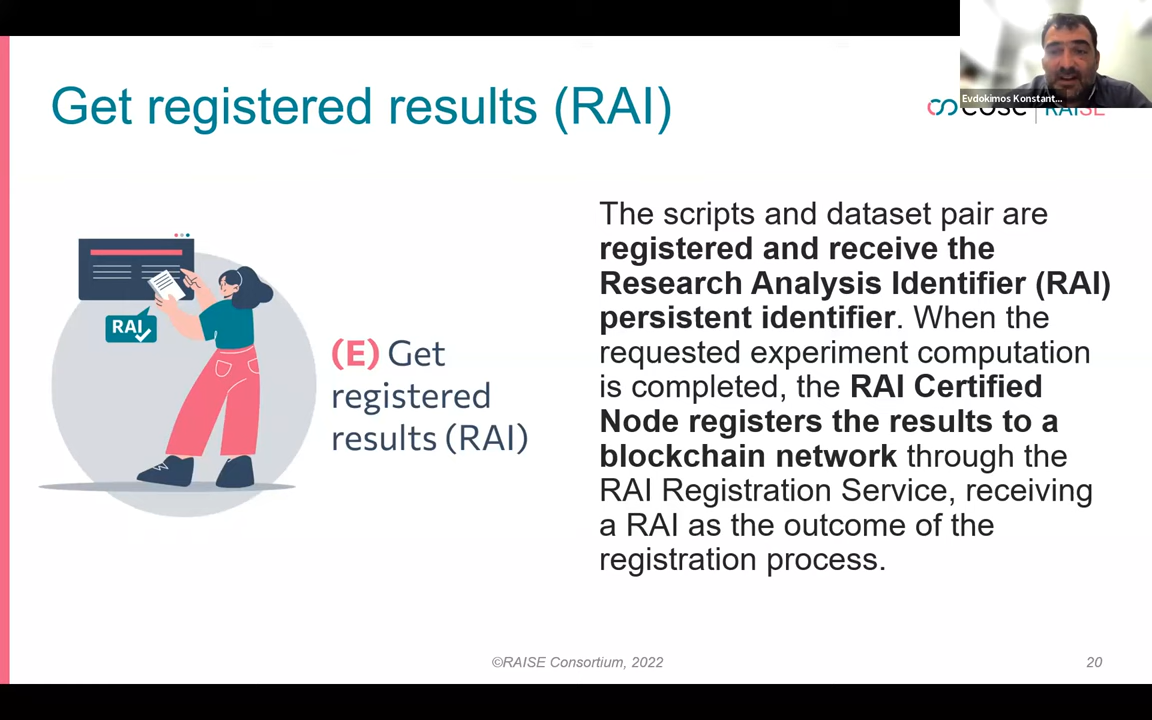 Get registered results (RAI)
Evdokimos Konstant...
eosc | RAISE
RAI
(E) Get
registered
results (RAI)
The scripts and dataset pair are
registered and receive the
Research Analysis Identifier (RAI)
persistent identifier. When the
requested experiment computation
is completed, the RAI Certified
Node registers the results to a
blockchain network through the
RAI Registration Service, receiving
a RAI as the outcome of the
registration process.
©RAISE Consortium, 2022
20